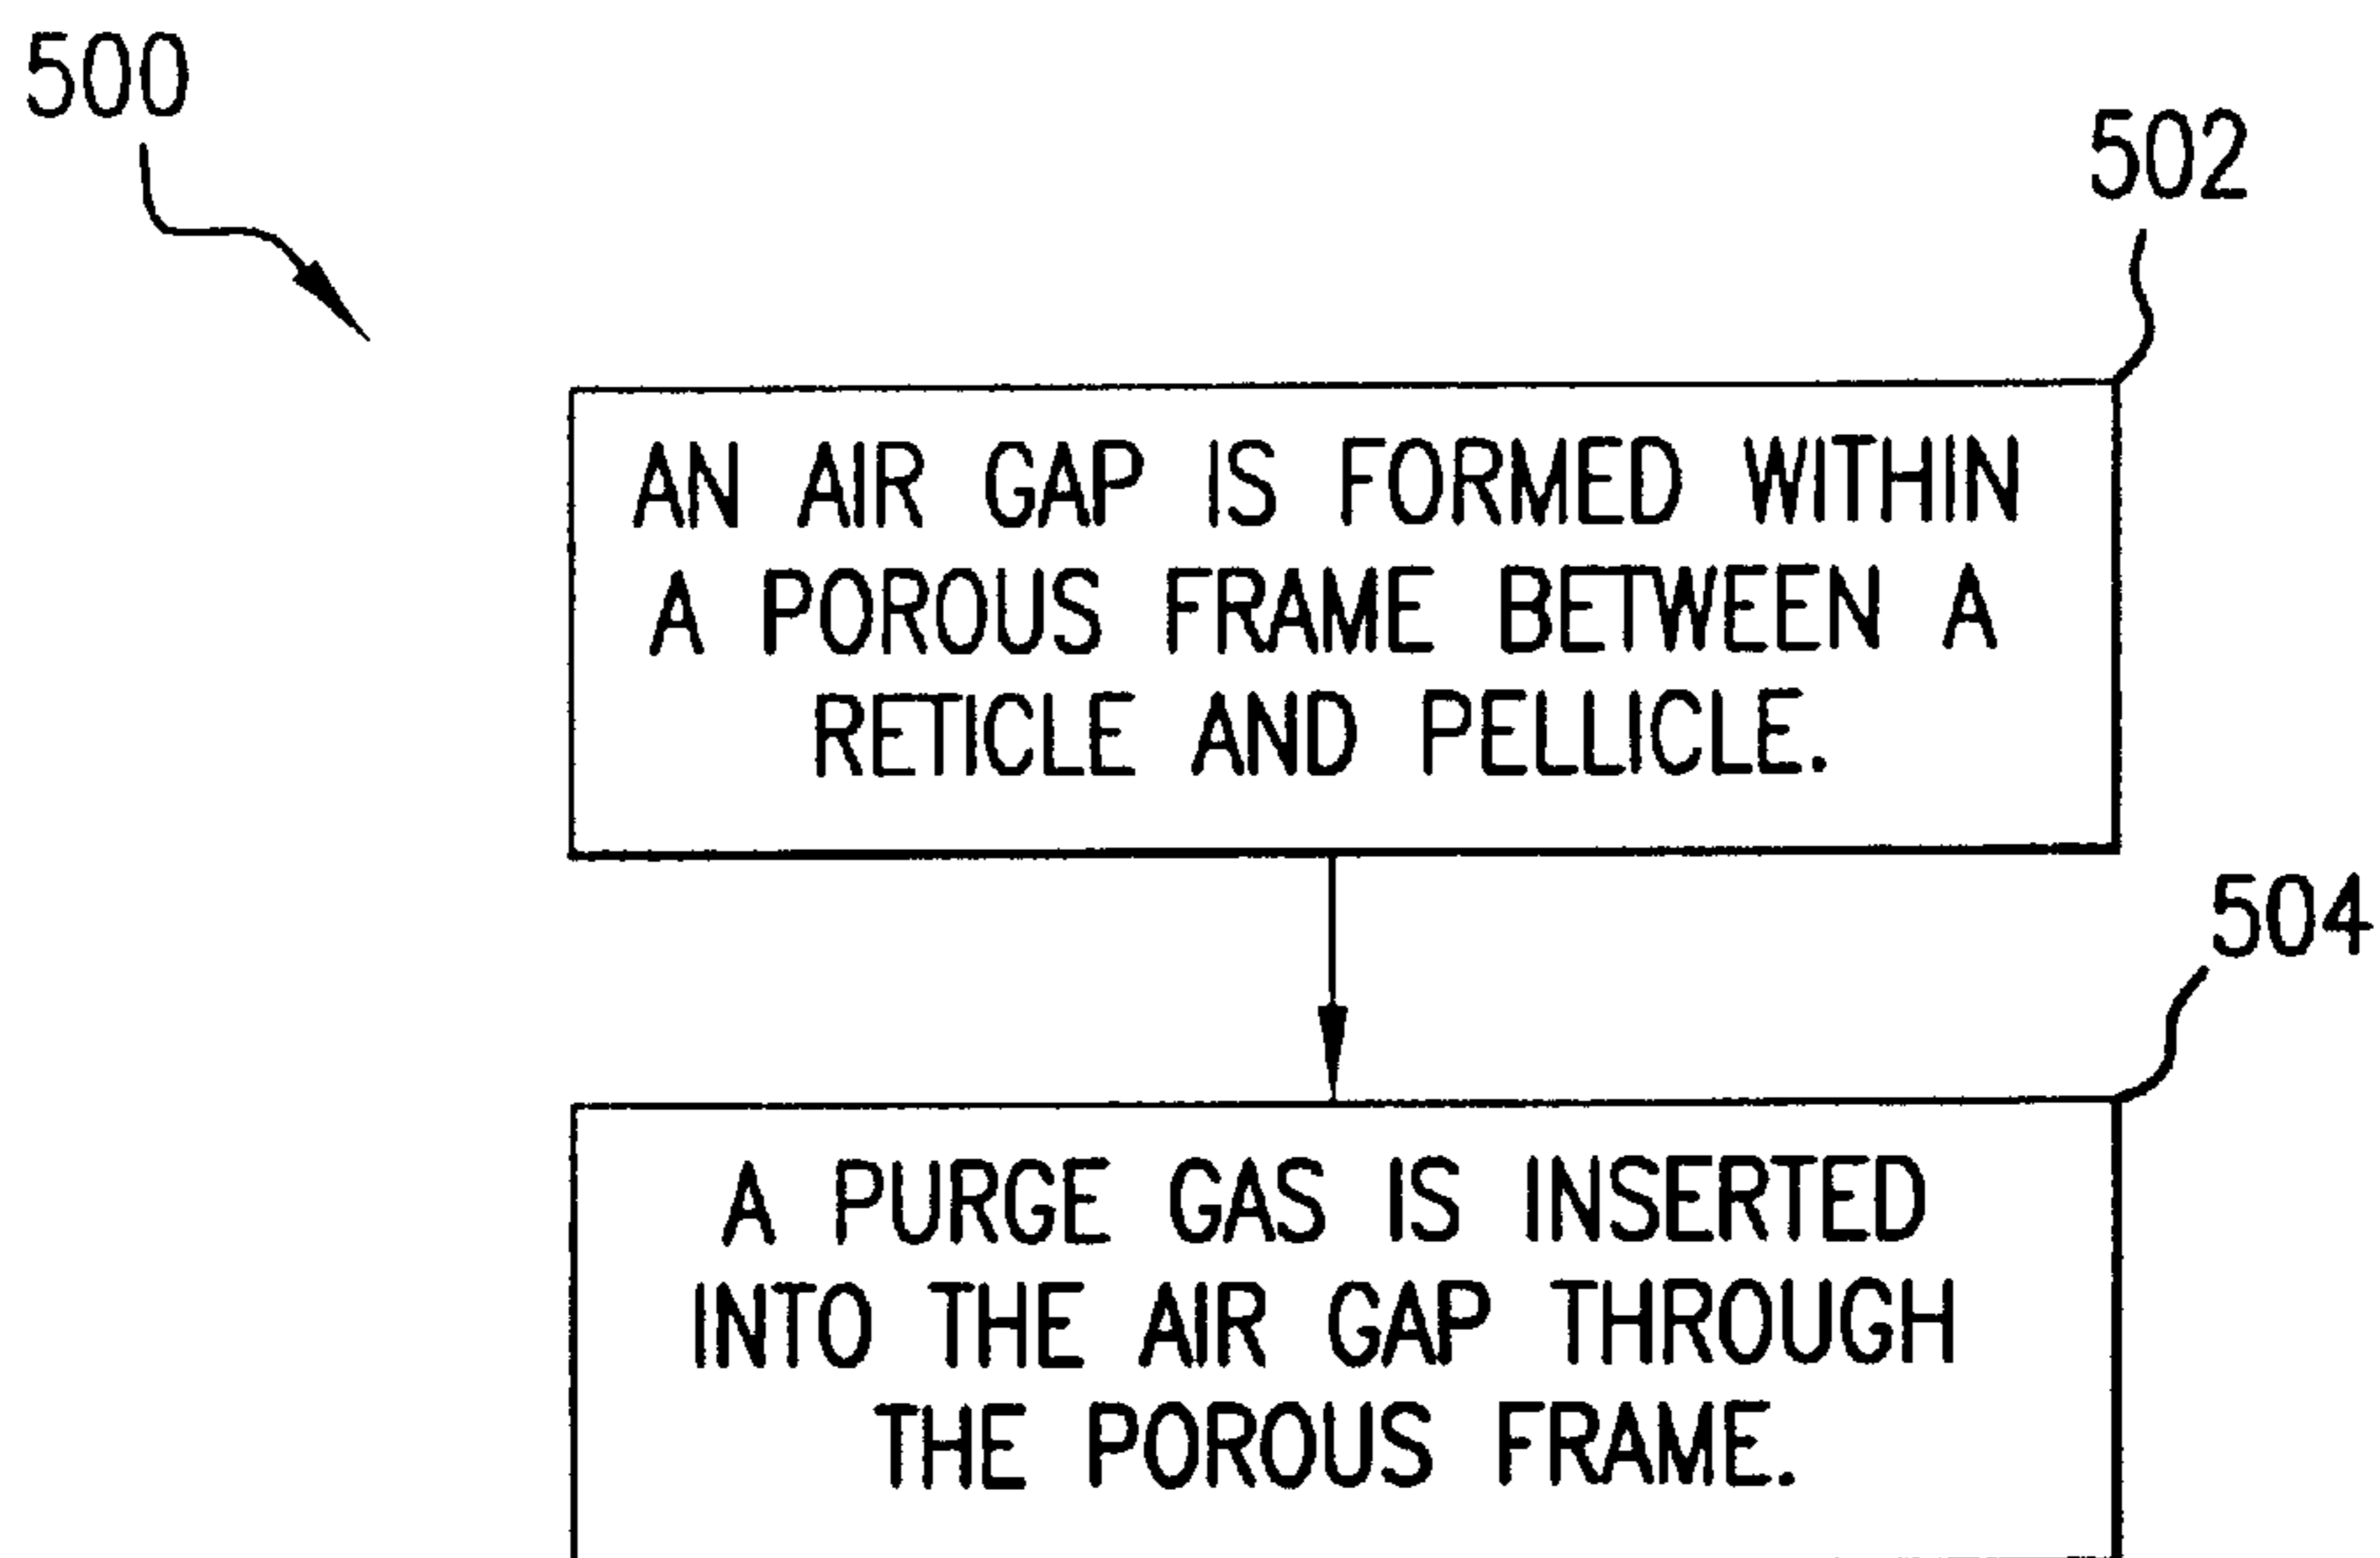 500
502
AN AIR GAP IS FORMED WITHIN
A POROUS FRAME BETWEEN A
RETICLE AND PELLICLE.
504
A PURGE GAS IS INSERTED
INTO THE AIR GAP THROUGH
THE POROUS FRAME.